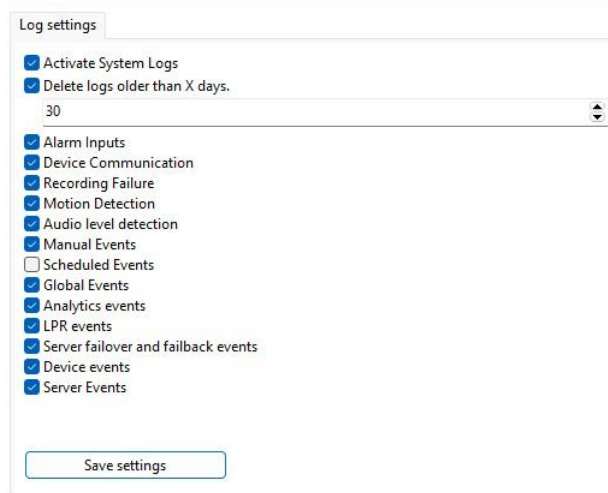 Log settings
Activate System Logs
Delete logs older than X days.
30
Alarm Inputs
Device Communication
Recording Failure
Motion Detection
Audio level detection
Manual Events
Scheduled Events
Global Events
Analytics events
LPR events
Server failover and failback events
Device events
Server Events
Save settings